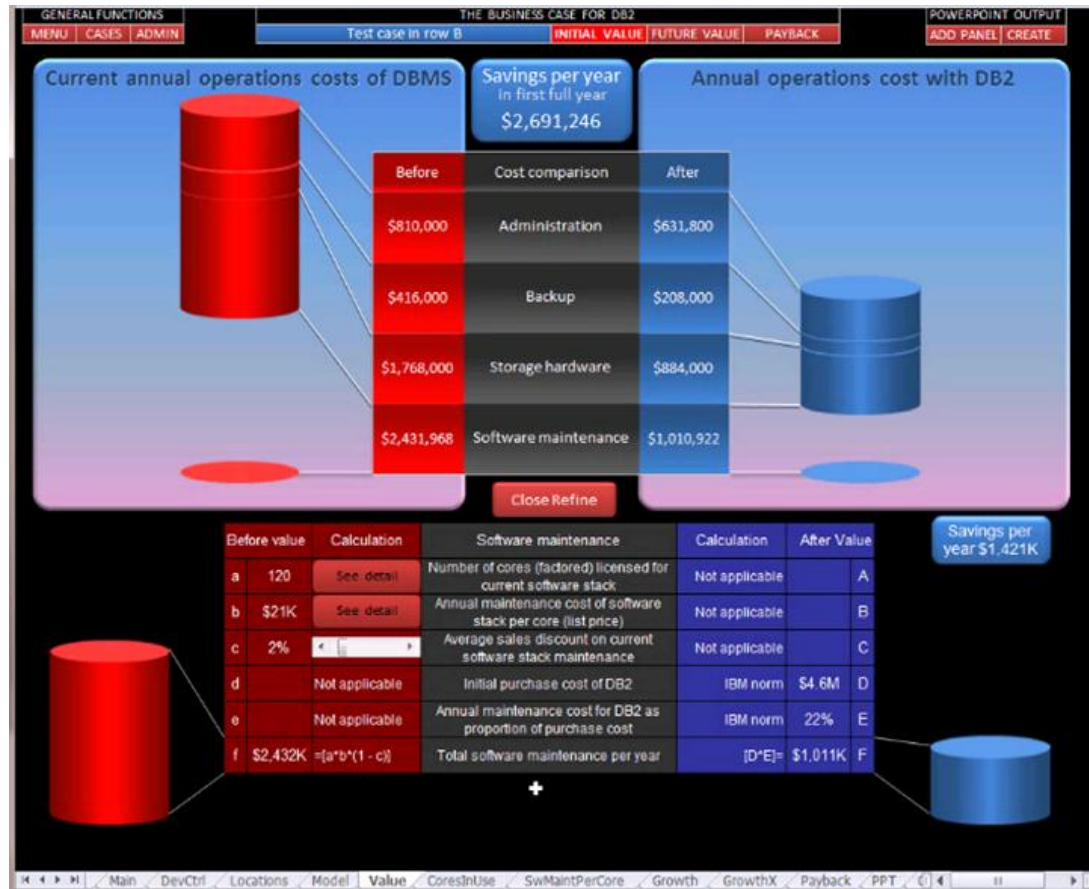 GENERAL FUNCTIONS
THE BUSINESS CASE FOR DB2
POWERPOINT OUTPUT
MENU CASES ADMIN
Test case in row B
INITIAL VALUE FUTURE VALUE PAYBACK
ADD PANEL CREATE
Current annual operations costs of DBMS
Savings per year
in first full year
$2,691,246
Annual operations cost with DB2
Before Cost comparison After
$810,000 Administration $631,800
$416,000 Backup $208,000
$1,768,000 Storage hardware $884,000
$2,431,968 Software maintenance $1,010,922
Close Refine
Savings per
year $1,421K
Before value Calculation Software maintenance Calculation After Value
a 120 See detail Number of cores (factored) licensed for
current software stack Not applicable A
b $21K See detail Annual maintenance cost of software
stack per core (list price) Not applicable B
c 2% Average sales discount on current
software stack maintenance Not applicable C
d Not applicable Initial purchase cost of DB2 IBM norm $4.6M D
e Not applicable Annual maintenance cost for DB2 as
proportion of purchase cost IBM norm 22% E
f $2,432K =[a*b*(1 - c)] Total software maintenance per year [D*E]= $1,011K F
Main DevCtrl Locations Model Value CoresInUse SwMaintPerCore Growth GrowthX Payback PPT